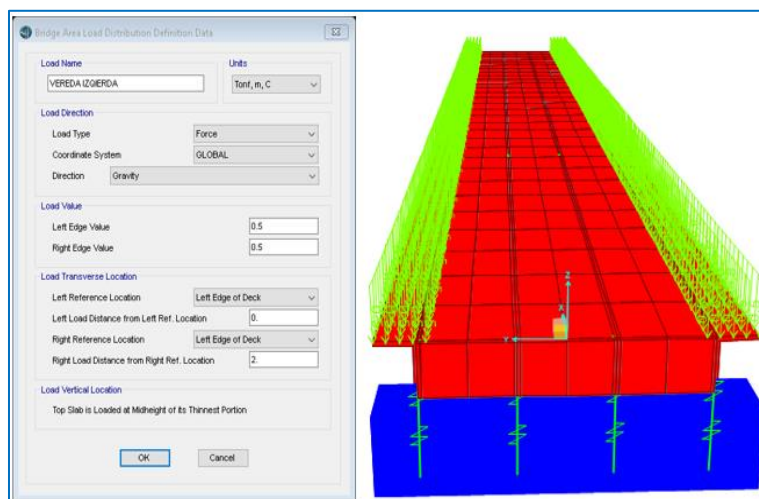 Bridge Area Load Distribution Definition Data
Load Name
Units
VEREDA IZQIERDA
Tonf, m, C
Load Direction
Load Type
Force
Coordinate System
GLOBAL
Direction
Gravity
Load Value
Left Edge Value
0.5
Right Edge Value
0.5
Load Transverse Location
Left Reference Location
Left Edge of Deck
Left Load Distance from Left Ref. Location
0.
Right Reference Location
Left Edge of Deck
Right Load Distance from Right Ref. Location
2.
Load Vertical Location
Top Slab is Loaded at Midheight of its Thinnest Portion
OK
Cancel
Z
X
Y